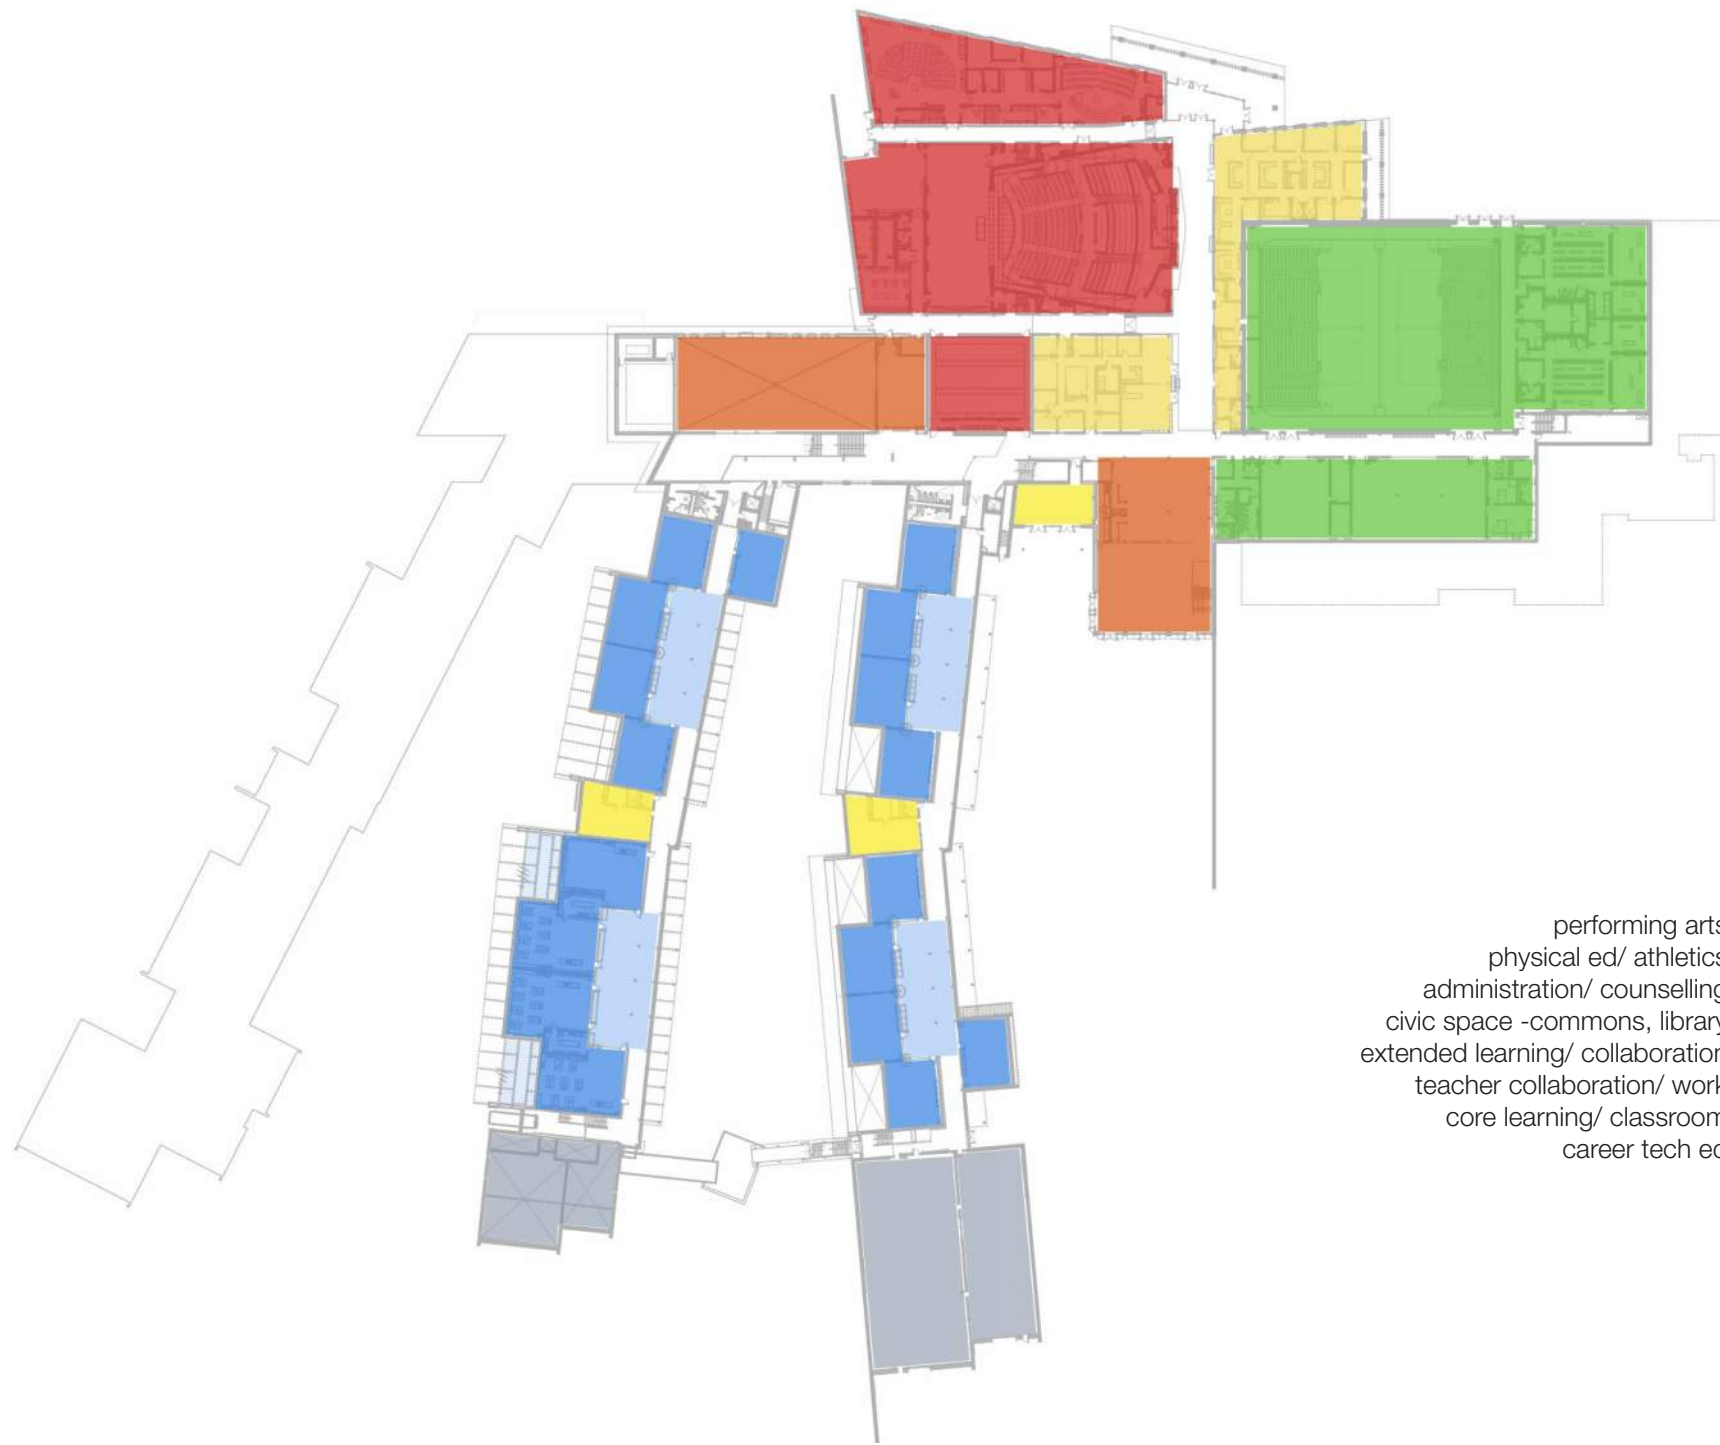 performing arts
physical ed/ athletics
administration/ counselling
civic space -commons, library
extended learning/ collaboration
teacher collaboration/ work
core learning/ classroom
career tech ed